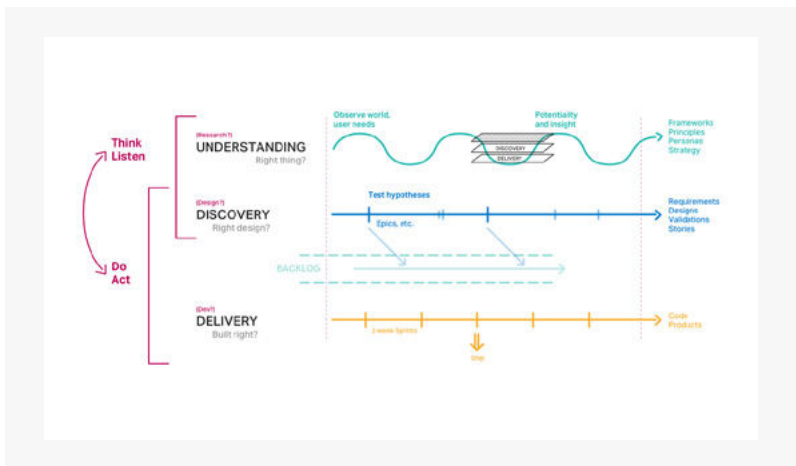 Observe world,
user needs
Potentiality
and insight
Think
Listen
(Research?)
UNDERSTANDING
Right thing?
DISCOVERY
DELIVERY
Frameworks
Principles
Personas
Strategy
(Design?)
DISCOVERY
Right design?
Test hypotheses
Epics, etc.
Requirements
Designs
Validations
Stories
Do
Act
BACKLOG
(Dev?)
DELIVERY
Built right?
2 week Sprints
Code
Products